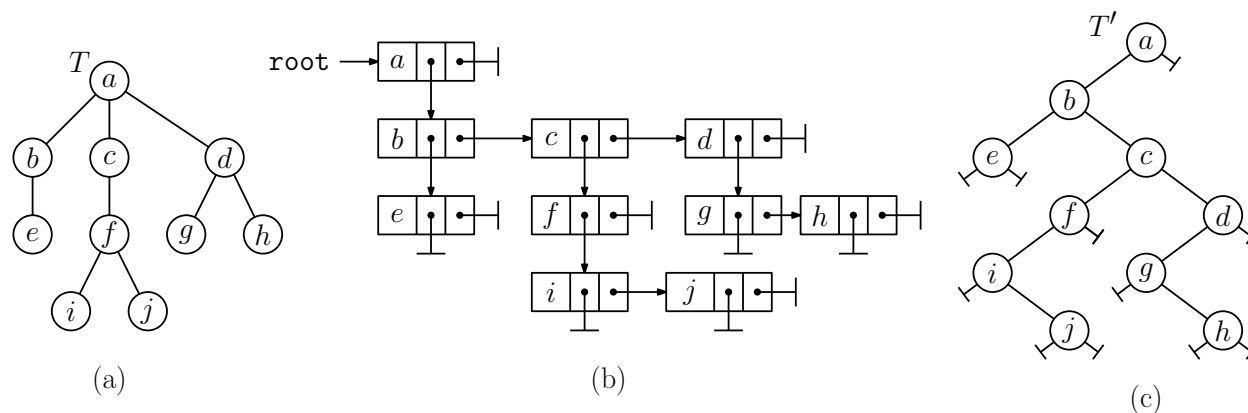 T
a
b c d
e f g h
i j
(a)
root a
b c d
e f g h h
i j
(b)
T′
a
b
e c
f d
i g
j h
(c)